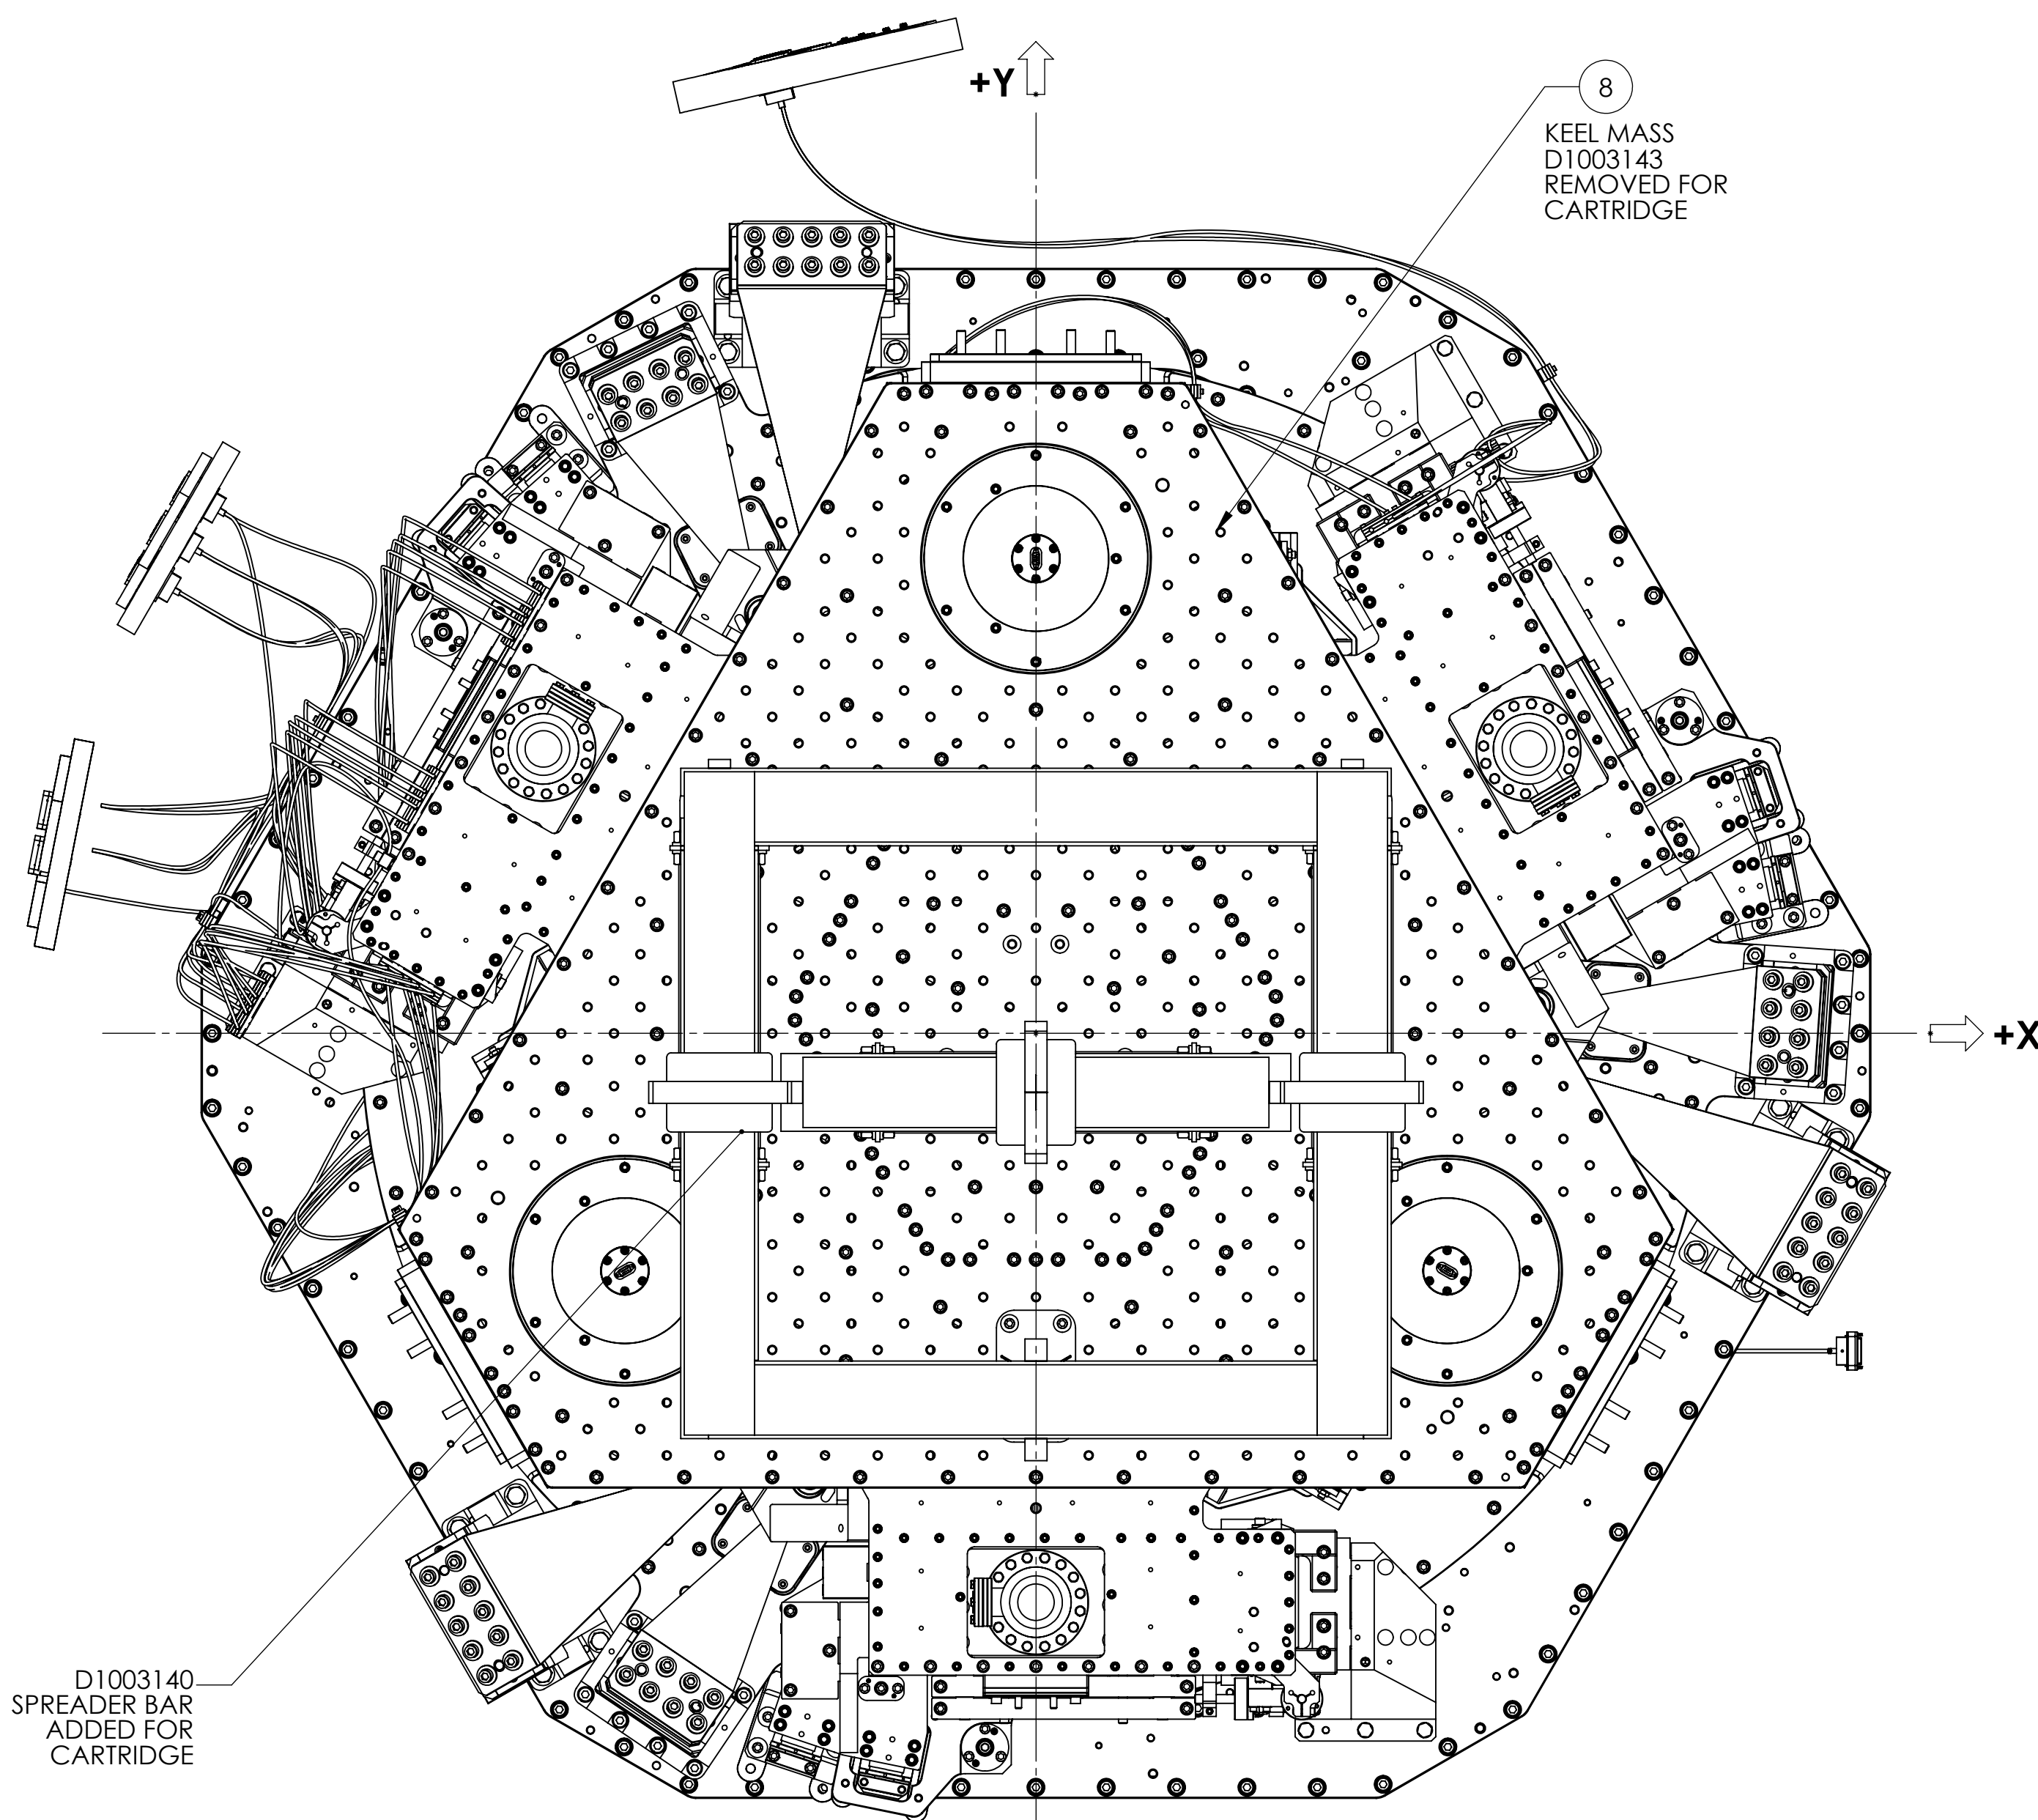 +Y
8
KEEL MASS
D1003143
REMOVED FOR
CARTRIDGE
+X
D1003140
SPREADER BAR
ADDED FOR
CARTRIDGE